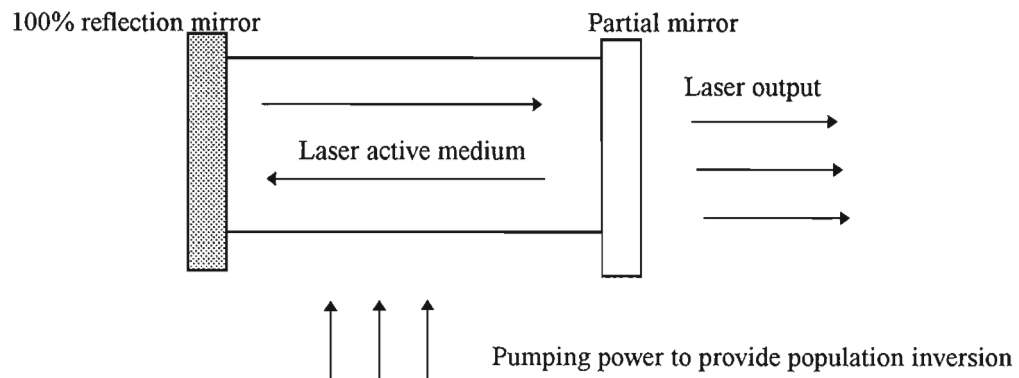 100% reflection mirror
Partial mirror
Laser output
Laser active medium
Pumping power to provide population inversion